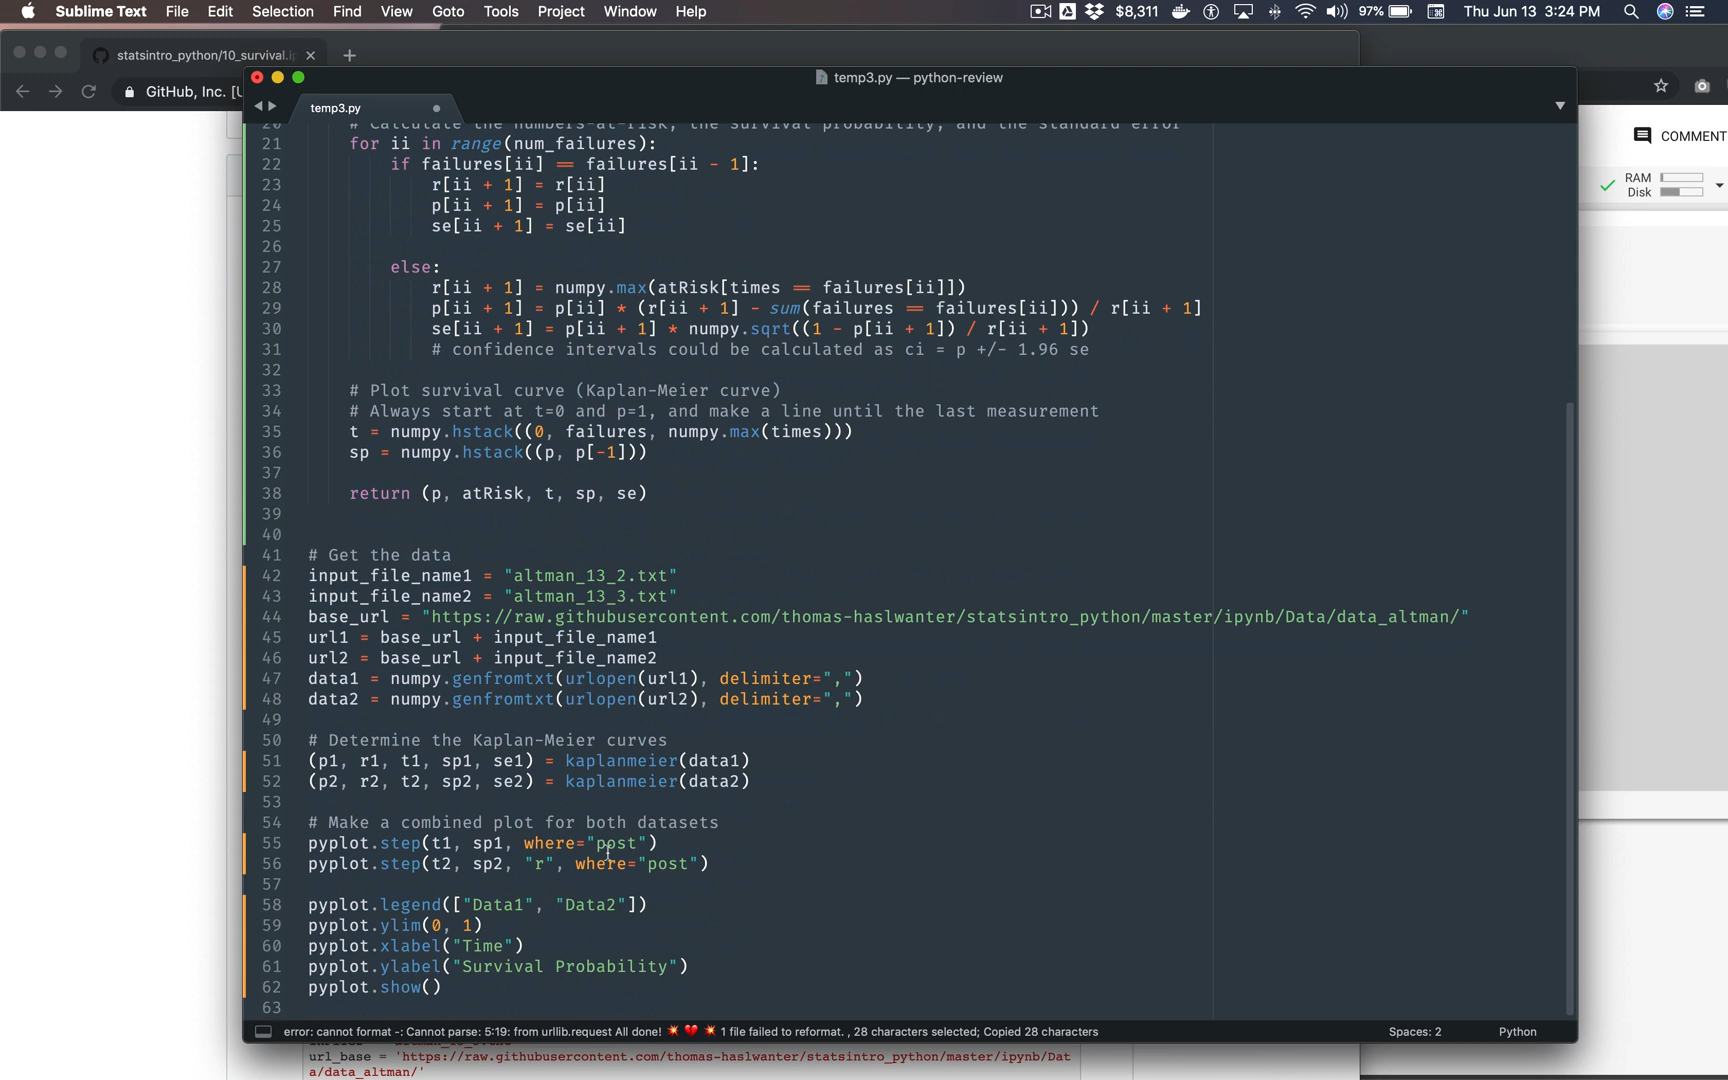 Sublime Text File Edit Selection Find View Goto Tools Project Window Help $8,311 97% Thu Jun 13 3:24 PM
statsintro_python/10_survival.i
GitHub, Inc. [U
temp3.py — python-review
temp3.py
COMMENT
RAM
Disk
20 # Calculate the numbers-at-risk, the survival probability, and the standard error
21 for ii in range(num_failures):
22 if failures[ii] == failures[ii - 1]:
23 r[ii + 1] = r[ii]
24 p[ii + 1] = p[ii]
25 se[ii + 1] = se[ii]
26
27 else:
28 r[ii + 1] = numpy.max(atRisk[times == failures[ii]])
29 p[ii + 1] = p[ii] * (r[ii + 1] - sum(failures == failures[ii])) / r[ii + 1]
30 se[ii + 1] = p[ii + 1] * numpy.sqrt((1 - p[ii + 1]) / r[ii + 1])
31 # confidence intervals could be calculated as ci = p +/- 1.96 se
32
33 # Plot survival curve (Kaplan-Meier curve)
34 # Always start at t=0 and p=1, and make a line until the last measurement
35 t = numpy.hstack((0, failures, numpy.max(times)))
36 sp = numpy.hstack((p, p[-1]))
37
38 return (p, atRisk, t, sp, se)
39
40
41 # Get the data
42 input_file_name1 = "altman_13_2.txt"
43 input_file_name2 = "altman_13_3.txt"
44 base_url = "https://raw.githubusercontent.com/thomas-haslwanter/statsintro_python/master/ipynb/Data/data_altman/"
45 url1 = base_url + input_file_name1
46 url2 = base_url + input_file_name2
47 data1 = numpy.genfromtxt(urlopen(url1), delimiter=",")
48 data2 = numpy.genfromtxt(urlopen(url2), delimiter=",")
49
50 # Determine the Kaplan-Meier curves
51 (p1, r1, t1, sp1, se1) = kaplanmeier(data1)
52 (p2, r2, t2, sp2, se2) = kaplanmeier(data2)
53
54 # Make a combined plot for both datasets
55 pyplot.step(t1, sp1, where="post")
56 pyplot.step(t2, sp2, "r", where="post")
57
58 pyplot.legend(["Data1", "Data2"])
59 pyplot.ylim(0, 1)
60 pyplot.xlabel("Time")
61 pyplot.ylabel("Survival Probability")
62 pyplot.show()
63
error: cannot format -: Cannot parse: 5:19: from urllib.request All done! 💥 💔 💥 1 file failed to reformat. , 28 characters selected; Copied 28 characters Spaces: 2 Python
url_base = 'https://raw.githubusercontent.com/thomas-haslwanter/statsintro_python/master/ipynb/Dat
a/data_altman/'